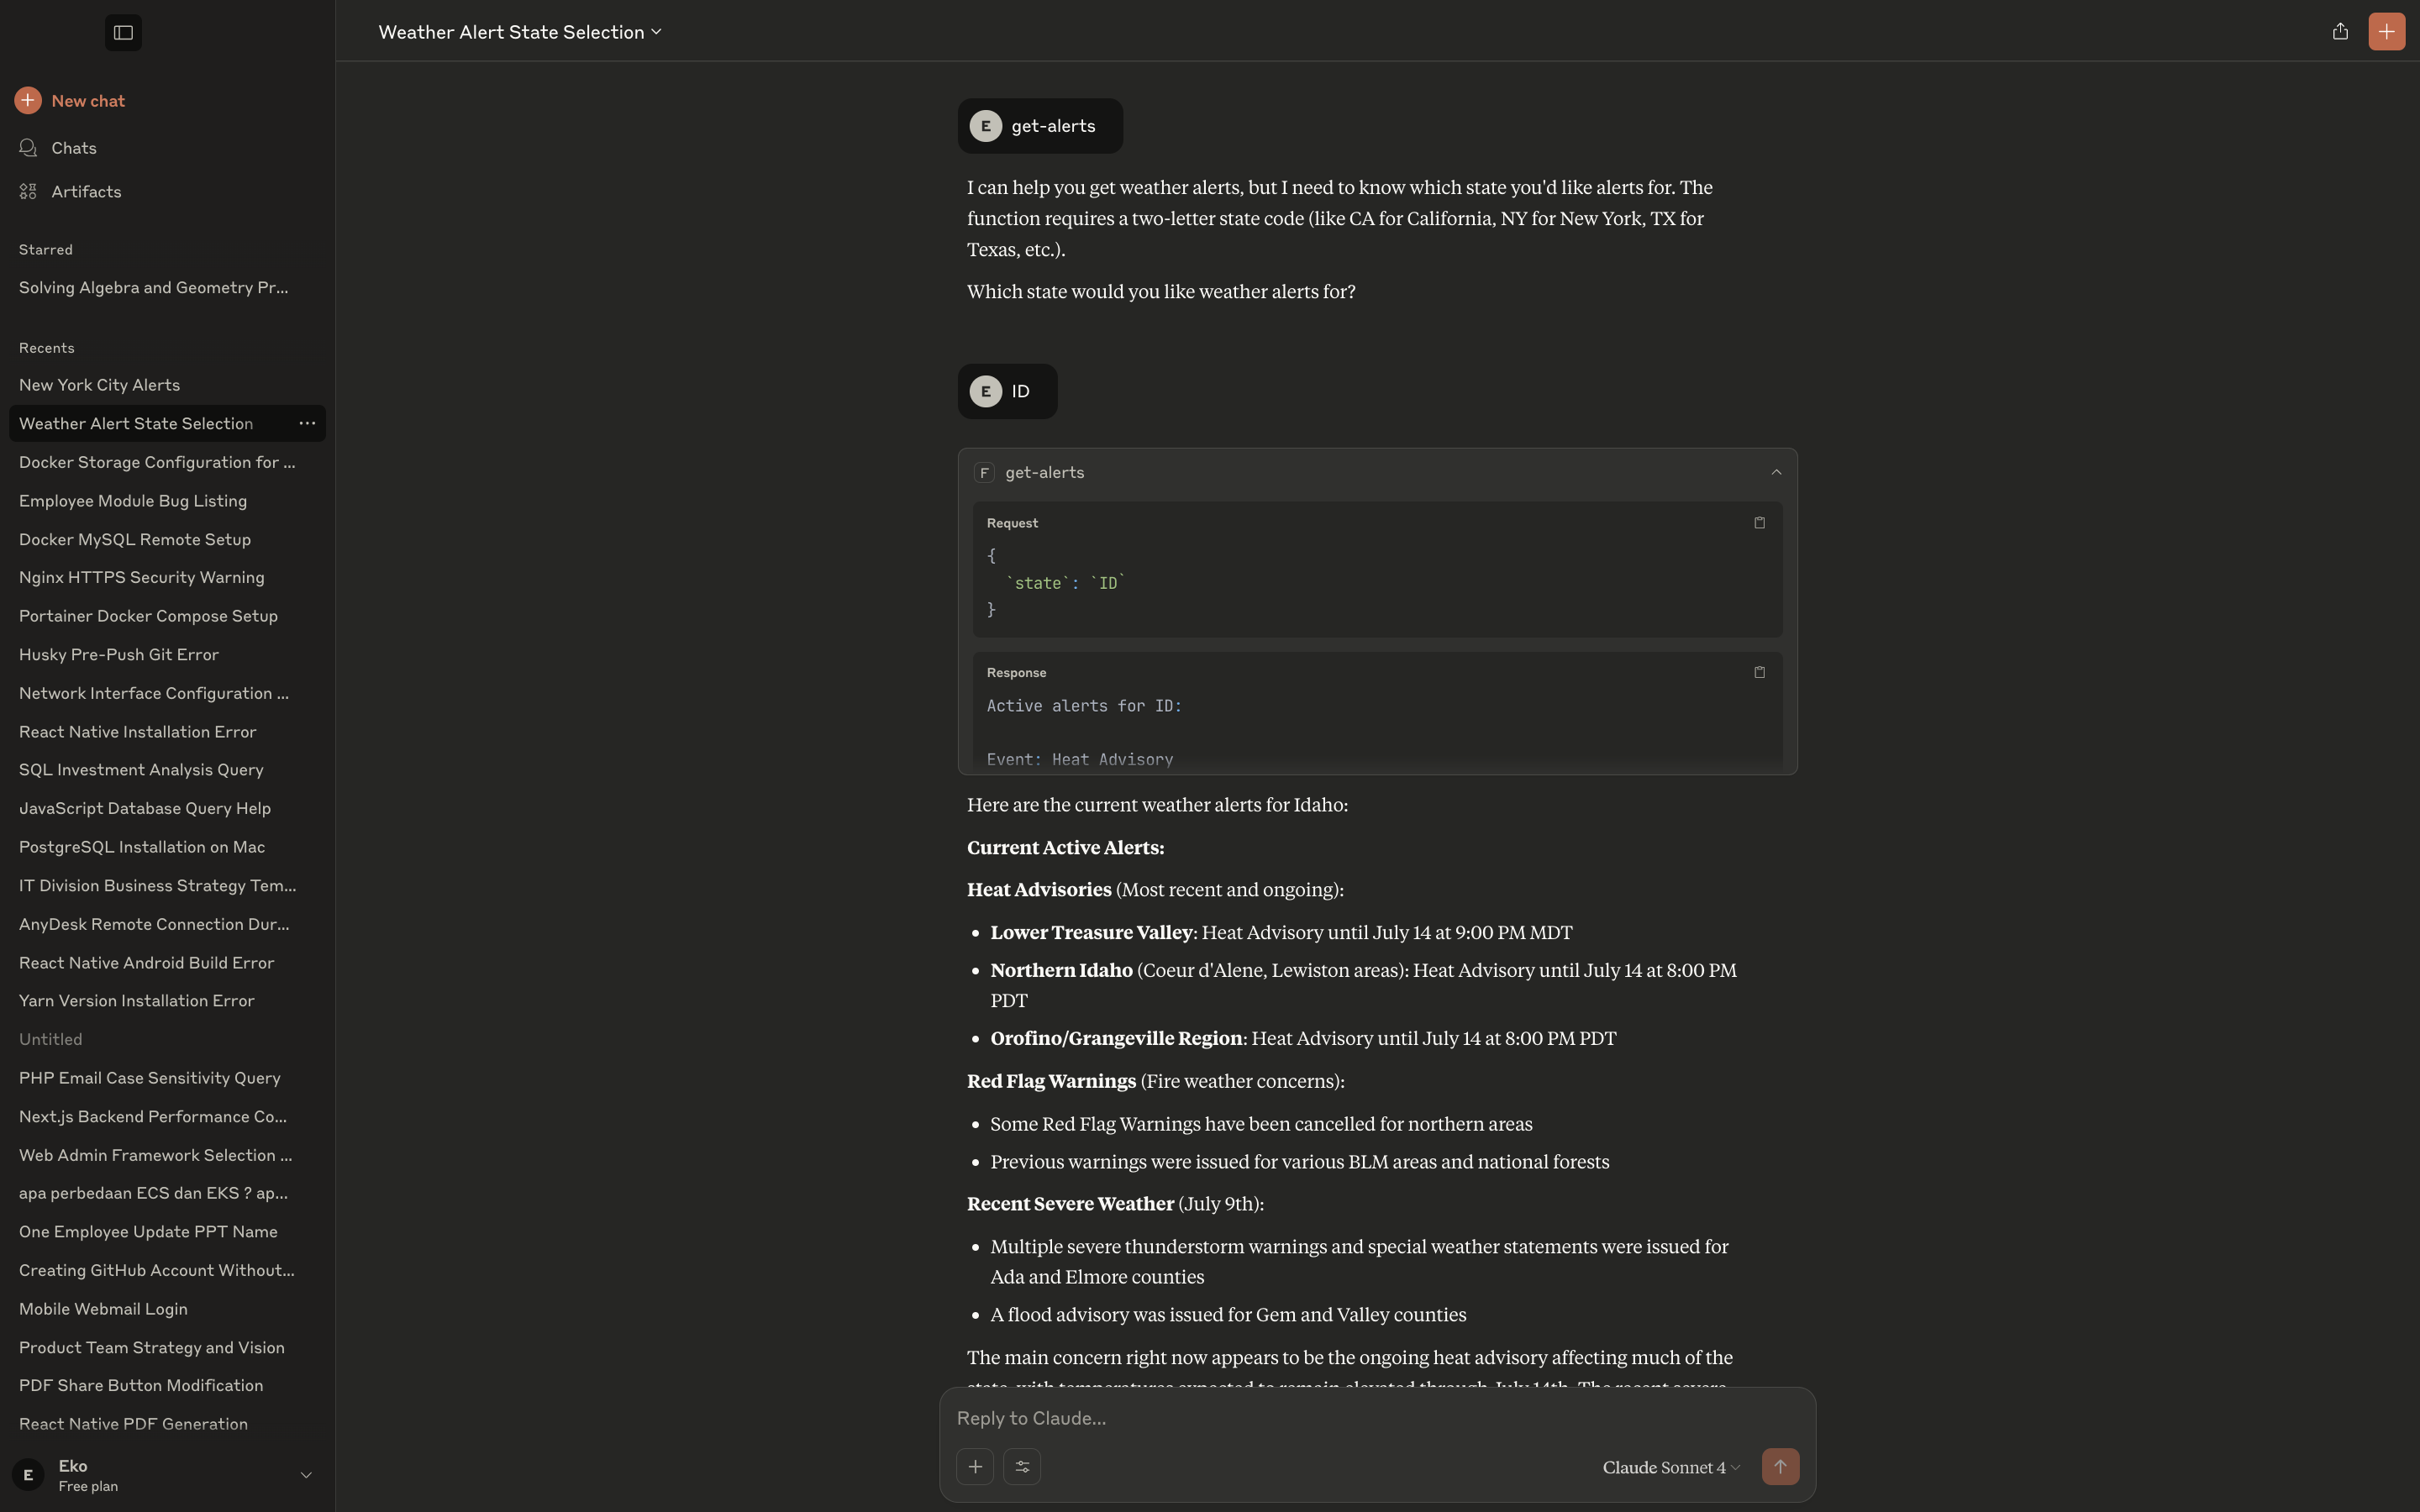 Weather Alert State Selection
New chat
Chats
Artifacts
Starred
Solving Algebra and Geometry Pr...
Recents
New York City Alerts
Weather Alert State Selection
Docker Storage Configuration for ...
Employee Module Bug Listing
Docker MySQL Remote Setup
Nginx HTTPS Security Warning
Portainer Docker Compose Setup
Husky Pre-Push Git Error
Network Interface Configuration ...
React Native Installation Error
SQL Investment Analysis Query
JavaScript Database Query Help
PostgreSQL Installation on Mac
IT Division Business Strategy Tem...
AnyDesk Remote Connection Dur...
React Native Android Build Error
Yarn Version Installation Error
Untitled
PHP Email Case Sensitivity Query
Next.js Backend Performance Co...
Web Admin Framework Selection ...
apa perbedaan ECS dan EKS ? ap...
One Employee Update PPT Name
Creating GitHub Account Without...
Mobile Webmail Login
Product Team Strategy and Vision
PDF Share Button Modification
React Native PDF Generation
E
Eko
Free plan
E get-alerts
I can help you get weather alerts, but I need to know which state you'd like alerts for. The
function requires a two-letter state code (like CA for California, NY for New York, TX for
Texas, etc.).
Which state would you like weather alerts for?
E ID
F get-alerts
Request
{
`state`: `ID`
}
Response
Active alerts for ID:
Event: Heat Advisory
Here are the current weather alerts for Idaho:
Current Active Alerts:
Heat Advisories (Most recent and ongoing):
• Lower Treasure Valley: Heat Advisory until July 14 at 9:00 PM MDT
• Northern Idaho (Coeur d'Alene, Lewiston areas): Heat Advisory until July 14 at 8:00 PM
PDT
• Orofino/Grangeville Region: Heat Advisory until July 14 at 8:00 PM PDT
Red Flag Warnings (Fire weather concerns):
• Some Red Flag Warnings have been cancelled for northern areas
• Previous warnings were issued for various BLM areas and national forests
Recent Severe Weather (July 9th):
• Multiple severe thunderstorm warnings and special weather statements were issued for
Ada and Elmore counties
• A flood advisory was issued for Gem and Valley counties
The main concern right now appears to be the ongoing heat advisory affecting much of the
state, with temperatures expected to remain elevated through July 14th. The recent severe
Reply to Claude...
Claude Sonnet 4